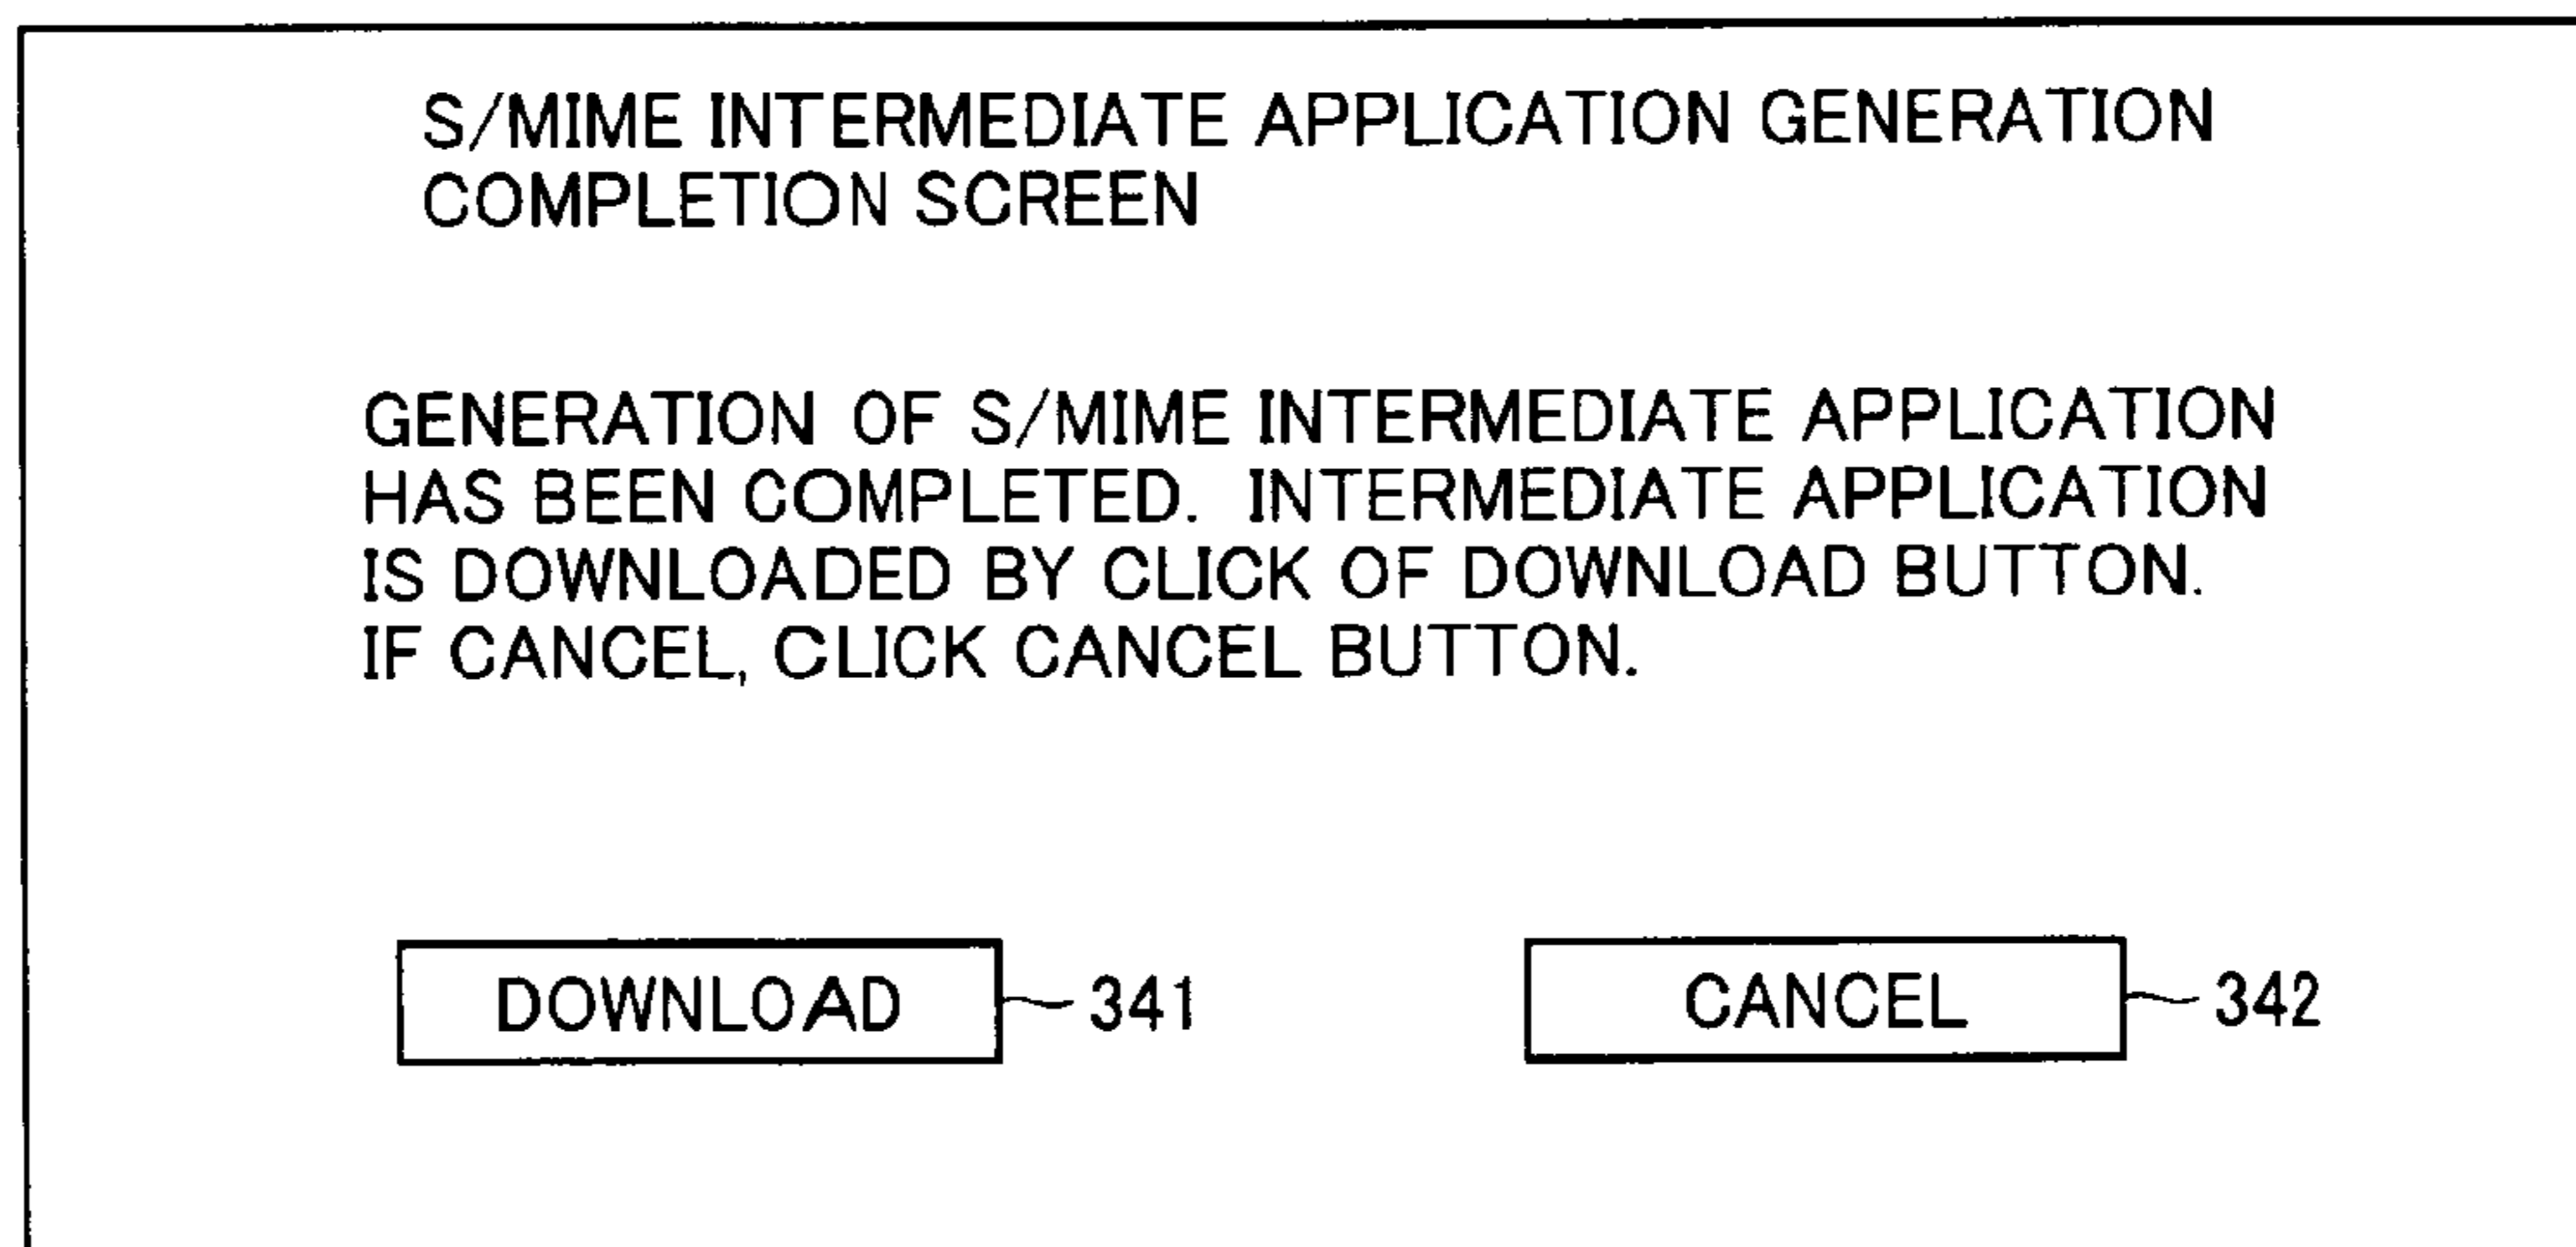 S/MIME INTERMEDIATE APPLICATION GENERATION
COMPLETION SCREEN
GENERATION OF S/MIME INTERMEDIATE APPLICATION
HAS BEEN COMPLETED. INTERMEDIATE APPLICATION
IS DOWNLOADED BY CLICK OF DOWNLOAD BUTTON.
IF CANCEL, CLICK CANCEL BUTTON.
DOWNLOAD 341 CANCEL 342